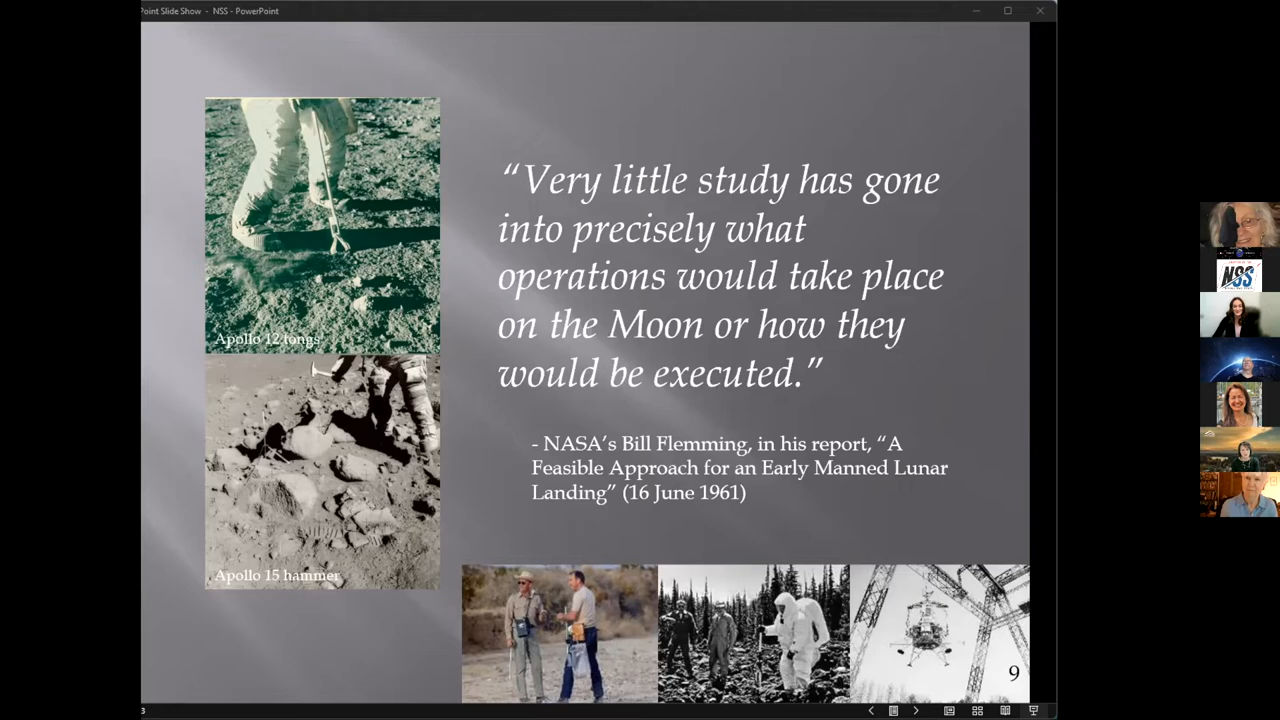 Point Slide Show - NSS - PowerPoint
Apollo 12 tongs
Apollo 15 hammer
“Very little study has gone
into precisely what
operations would take place
on the Moon or how they
would be executed.”
- NASA’s Bill Flemming, in his report, “A
Feasible Approach for an Early Manned Lunar
Landing” (16 June 1961)
9
NSS